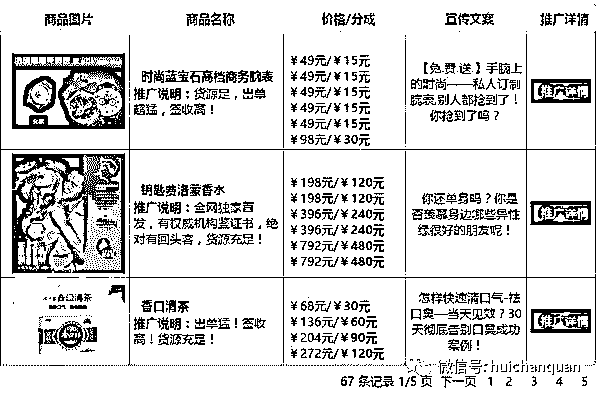 商品图片 商品名称 价格/分成 宣传文案 推广详情
时尚蓝宝石高档商务腕表
推广说明：货源足，出单
超猛，签收高！
￥49元/￥15元
￥49元/￥15元
￥49元/￥15元
￥49元/￥15元
￥49元/￥15元
￥98元/￥30元
【免.费.送.】手腕上
的时尚——私人订制
腕表,别人都抢到了！
你抢到了吗？
推广详情
钥匙费洛蒙香水
推广说明：全网独家首
发，有权威机构鉴证书，绝
对有回头客，货源充足！
￥198元/￥120元
￥198元/￥120元
￥396元/￥240元
￥396元/￥240元
￥792元/￥480元
￥792元/￥480元
你还单身吗？你是
否羡慕身边哪些异性
缘很好的朋友呢！
推广详情
香口清茶
香口清茶
推广说明：出单猛！签收
高！货源充足！
￥68元/￥30元
￥136元/￥60元
￥204元/￥90元
￥272元/￥120元
怎样快速清口气-祛
口臭—当天见效？30
天彻底告别口臭成功
案例！
推广详情
微信号: huichanquan
67 条记录 1/5 页 下一页 1 2 3 4 5